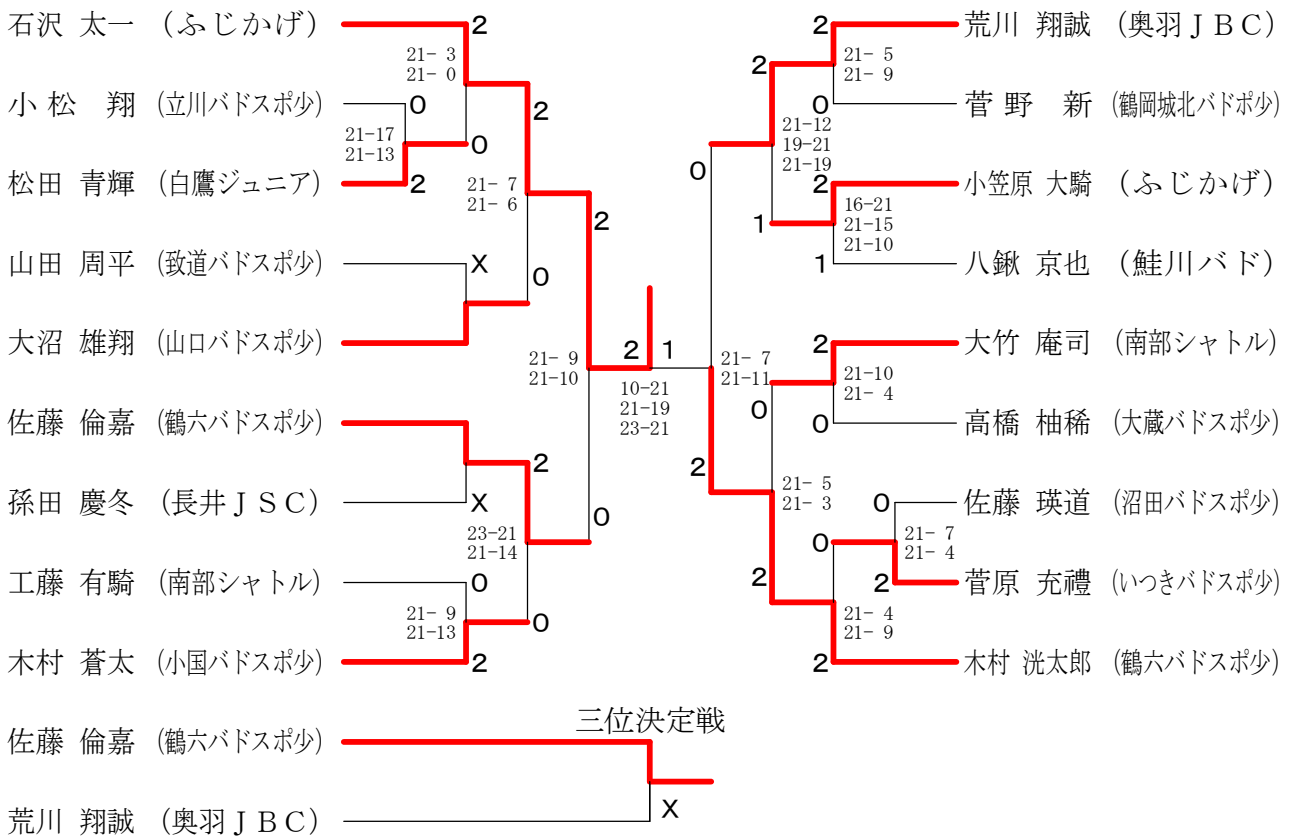 石沢 太一 (ふじかげ)
2
21- 3
21- 0
小松 翔 (立川バドスポ少)
0
21-17
21-13
0
松田 青輝 (白鷹ジュニア)
2
2
21- 7
21- 6
山田 周平 (致道バドスポ少)
X
0
大沼 雄翔 (山口バドスポ少)
2
21- 9
21-10
佐藤 倫嘉 (鶴六バドスポ少)
2
孫田 慶冬 (長井ＪＳＣ)
X
23-21
21-14
0
工藤 有騎 (南部シャトル)
0
21- 9
21-13
0
木村 蒼太 (小国バドスポ少)
2
2
1
10-21
21-19
23-21
2
荒川 翔誠 (奥羽ＪＢＣ)
21- 5
21- 9
2
0
菅野 新 (鶴岡城北バドポ少)
21-12
19-21
21-19
0
2
小笠原 大騎 (ふじかげ)
16-21
21-15
21-10
1
1
八鍬 京也 (鮭川バド)
2
大竹 庵司 (南部シャトル)
21- 7
21-11
21-10
21- 4
0
0
高橋 柚稀 (大蔵バドスポ少)
2
21- 5
21- 3
0
佐藤 瑛道 (沼田バドスポ少)
21- 7
21- 4
0
2
2
菅原 充禮 (いつきバドスポ少)
21- 4
21- 9
2
木村 洸太郎 (鶴六バドスポ少)
三位決定戦
佐藤 倫嘉 (鶴六バドスポ少)
X
荒川 翔誠 (奥羽ＪＢＣ)